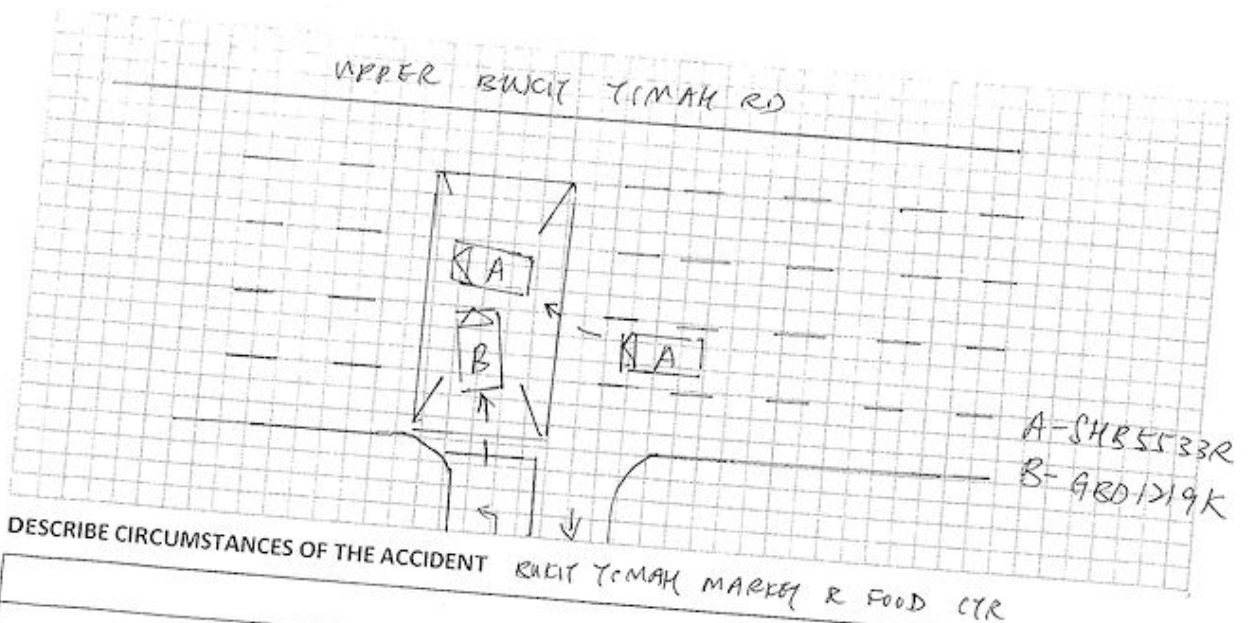 UPPER BUKIT TIMAH RD
A
B
A
A-SHB5533R
B-GBD1219K
DESCRIBE CIRCUMSTANCES OF THE ACCIDENT BUKIT TIMAH MARKET & FOOD CTR